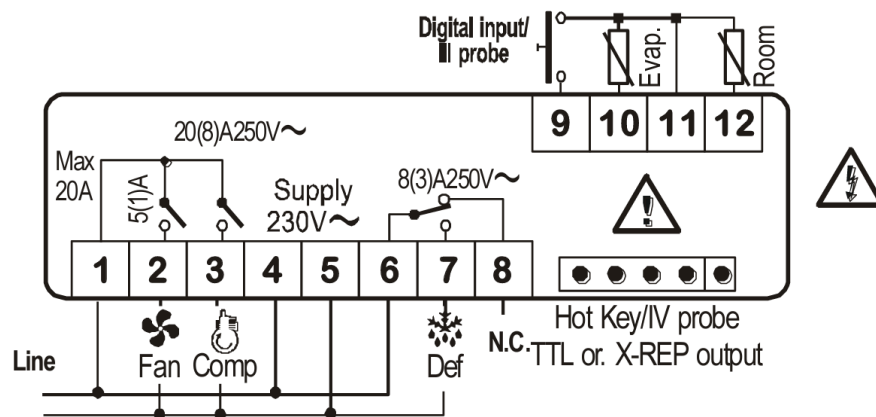 Digital input/
III probe
Evap.
Room
9 10 11 12
20(8)A250V~
Max
20A
5(1)A
Supply
230V~
8(3)A250V~
1 2 3 4 5 6 7 8
Hot Key/IV probe
TTL or. X-REP output
Line
Fan
Comp
Def
N.C.